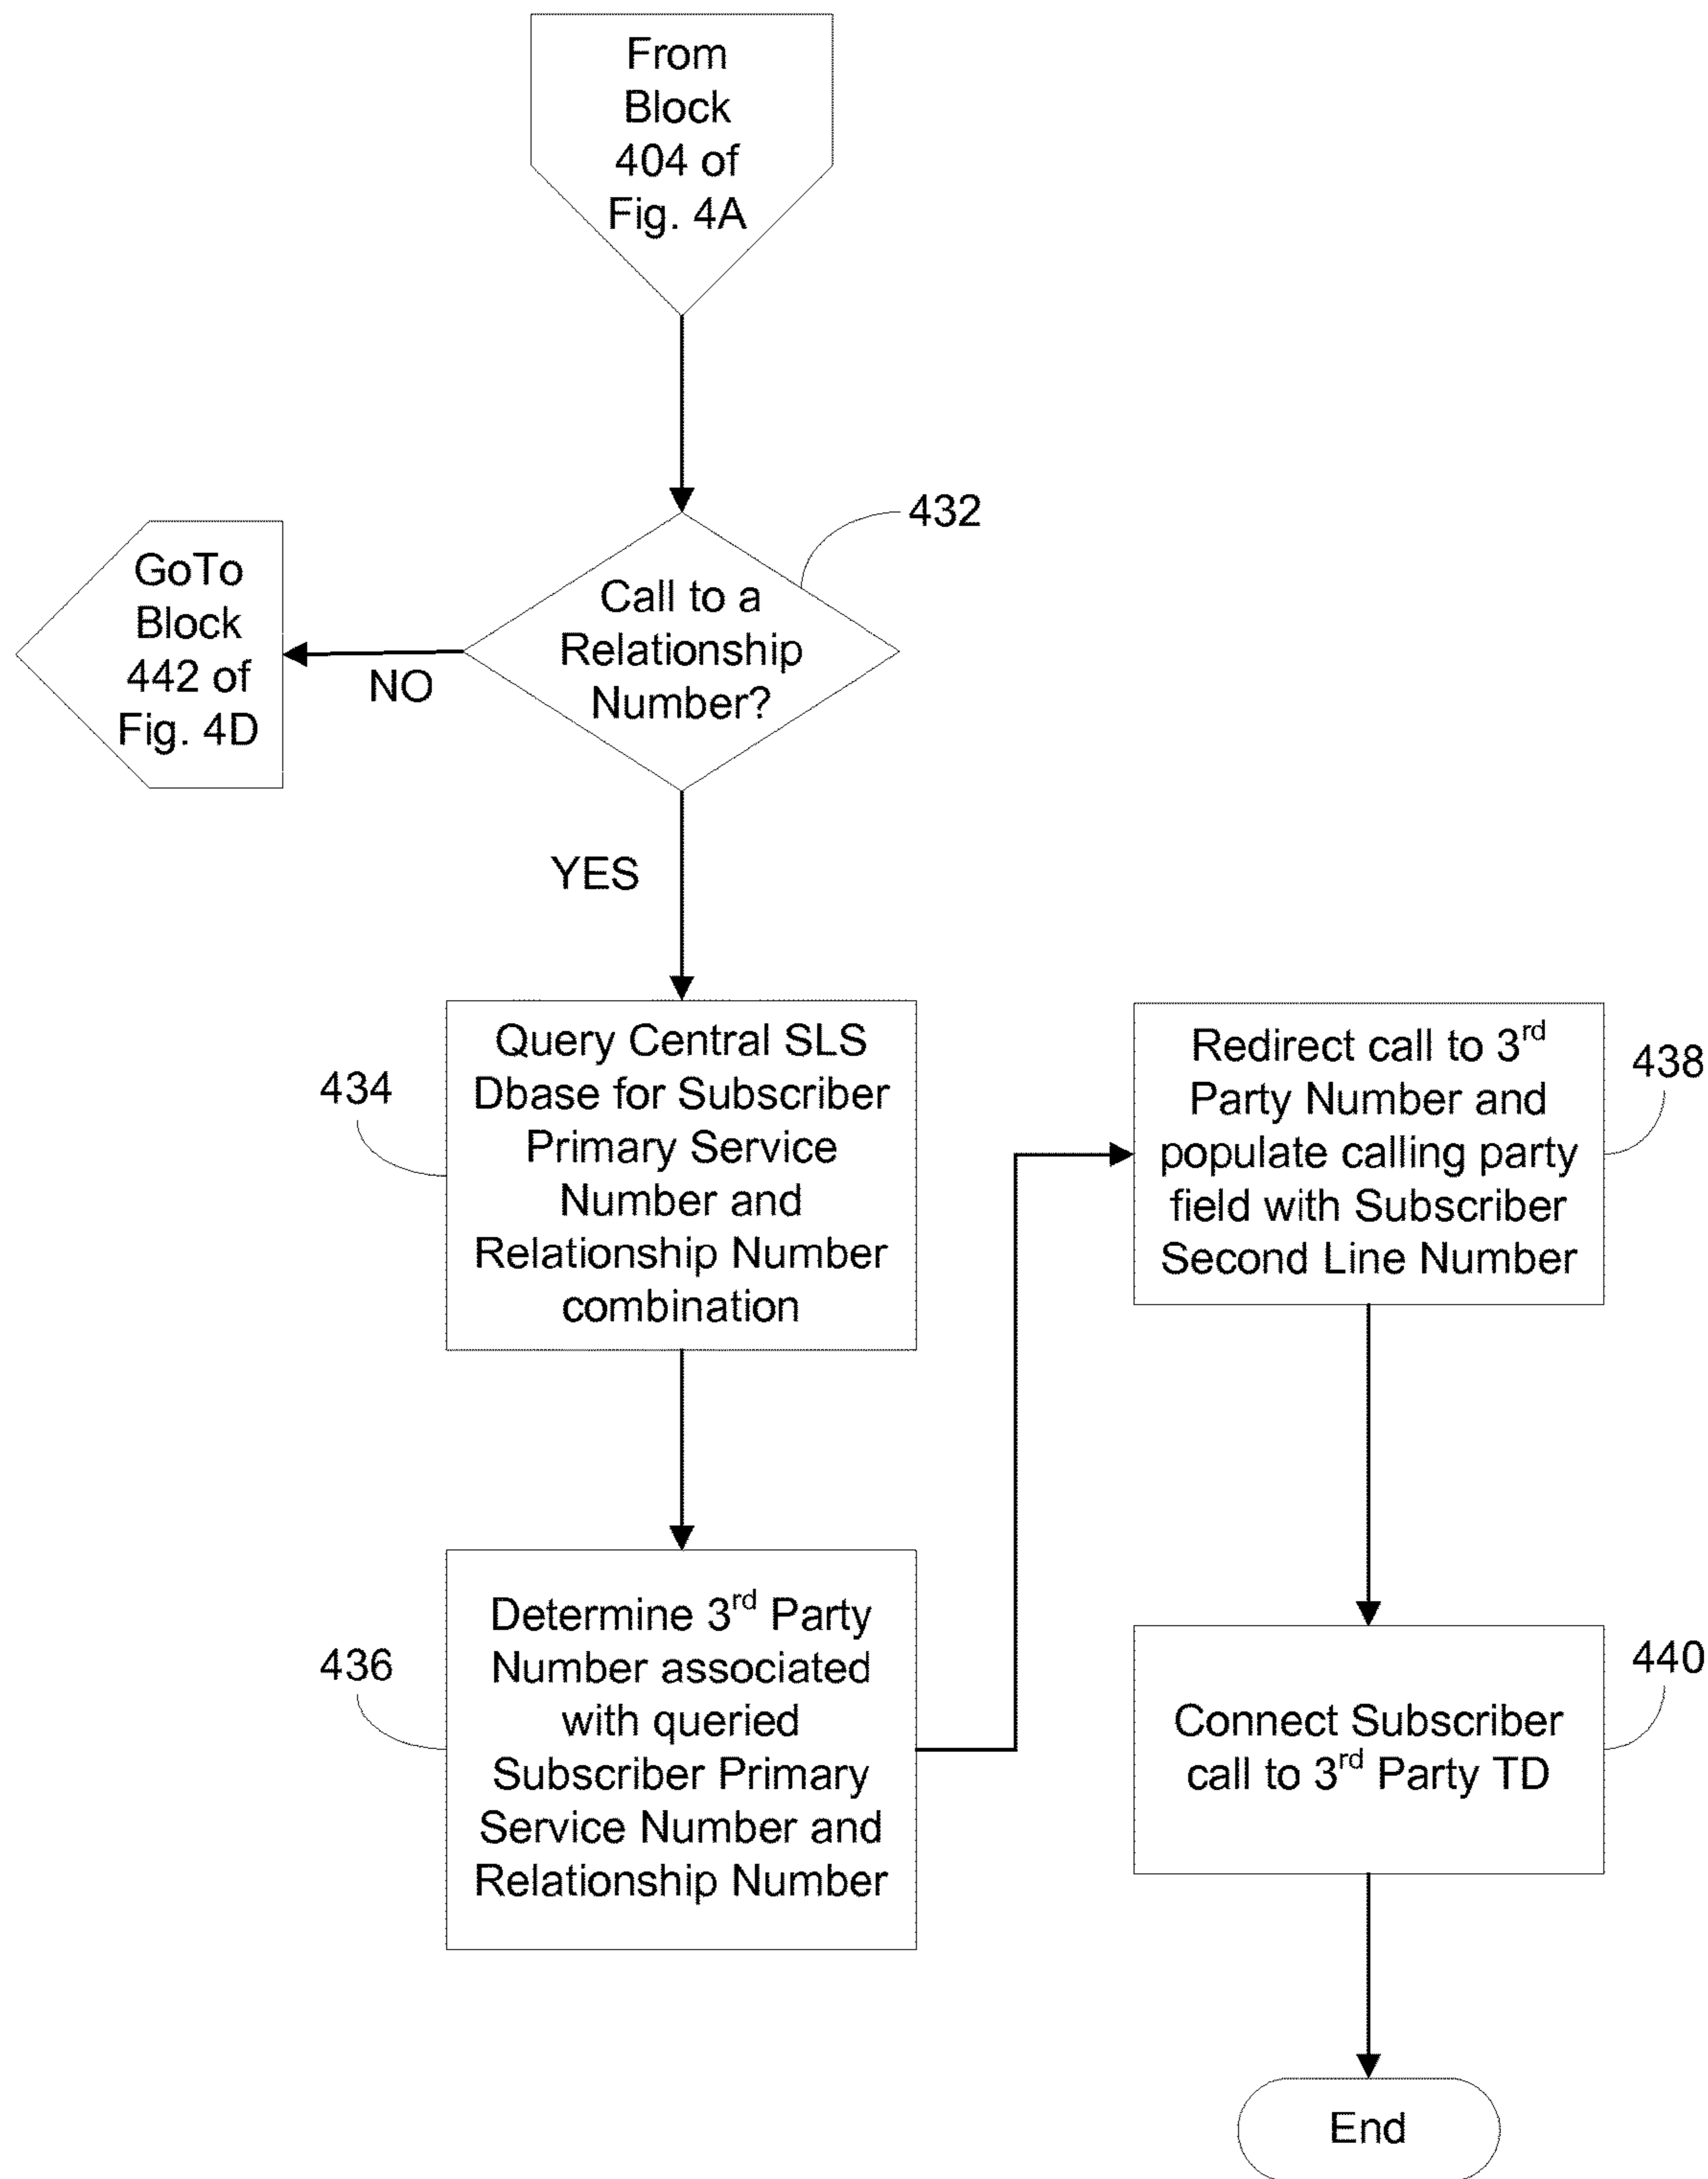 From
Block
404 of
Fig. 4A
432
Call to a
Relationship
Number?
GoTo
Block
442 of
Fig. 4D
NO
YES
434
Query Central SLS
Dbase for Subscriber
Primary Service
Number and
Relationship Number
combination
436
Determine 3rd Party
Number associated
with queried
Subscriber Primary
Service Number and
Relationship Number
438
Redirect call to 3rd
Party Number and
populate calling party
field with Subscriber
Second Line Number
440
Connect Subscriber
call to 3rd Party TD
End